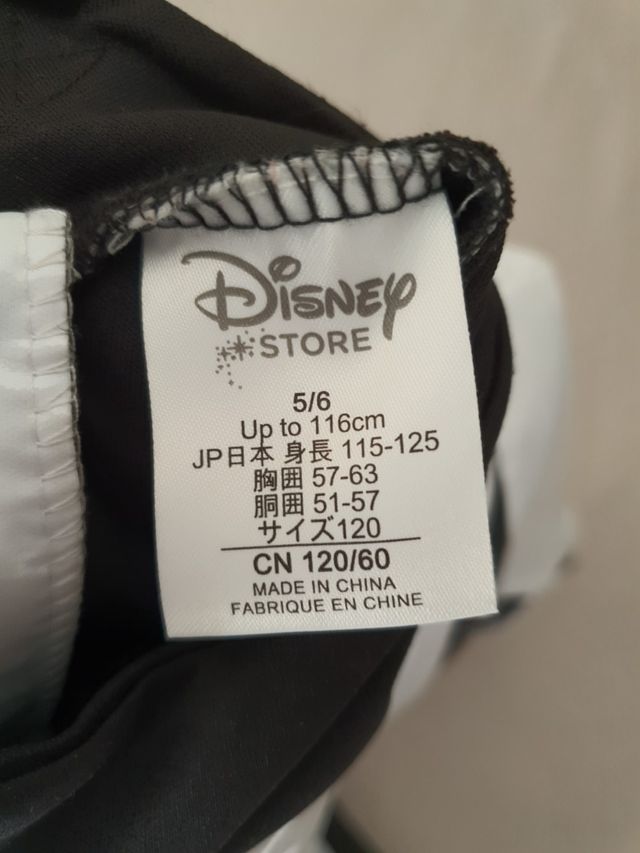 Disney
STORE
5/6
Up to 116cm
JP日本 身長 115-125
胸囲 57-63
胴囲 51-57
サイズ120
CN 120/60
MADE IN CHINA
FABRIQUE EN CHINE